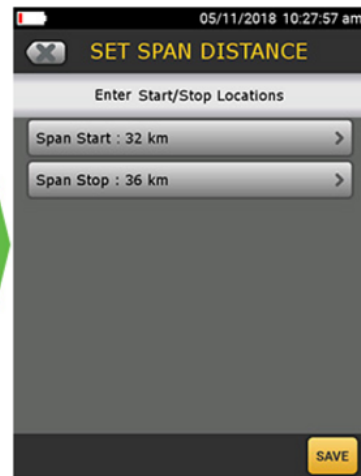 05/11/2018 10:27:57 am
SET SPAN DISTANCE
Enter Start/Stop Locations
Span Start : 32 km
Span Stop : 36 km
SAVE